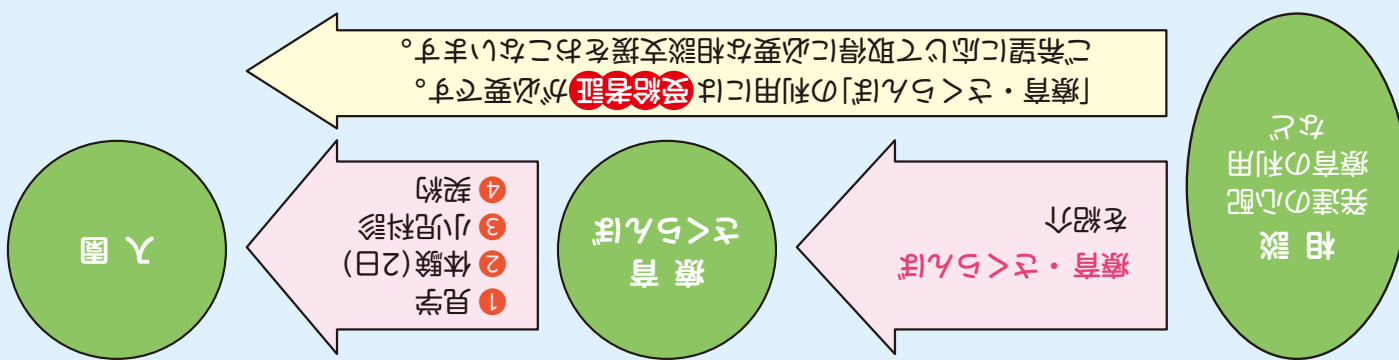 相談
発達の心配
療育の利用
など
療育・さくらんぼ
を紹介
療育
さくらんぼ
❶ 見学
❷ 体験(2日)
❸ 小児科診
❹ 契約
入園
「療育・さくらんぼ」の利用には受給者証が必要です。
ご希望に応じて取得に必要な相談支援をおこないます。